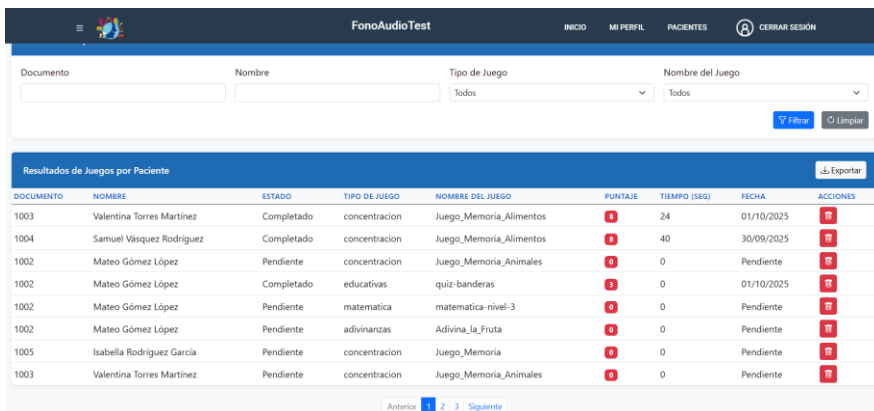 FonoAudioTest INICIO MI PERFIL PACIENTES CERRAR SESIÓN
Documento Nombre Tipo de Juego Nombre del Juego
Todos Todos
Filtrar Limpiar
Resultados de Juegos por Paciente Exportar
DOCUMENTO NOMBRE ESTADO TIPO DE JUEGO NOMBRE DEL JUEGO PUNTAJE TIEMPO (SEG) FECHA ACCIONES
1003 Valentina Torres Martínez Completado concentracion Juego_Memoria_Alimentos 8 24 01/10/2025
1004 Samuel Vásquez Rodríguez Completado concentracion Juego_Memoria_Alimentos 8 40 30/09/2025
1002 Mateo Gómez López Pendiente concentracion Juego_Memoria_Animales 0 0 Pendiente
1002 Mateo Gómez López Completado educativas quiz-banderas 3 0 01/10/2025
1002 Mateo Gómez López Pendiente matematica matematica-nivel-3 0 0 Pendiente
1002 Mateo Gómez López Pendiente adivinanzas Adivina_la_Fruta 0 0 Pendiente
1005 Isabella Rodríguez García Pendiente concentracion Juego_Memoria 0 0 Pendiente
1003 Valentina Torres Martínez Pendiente concentracion Juego_Memoria_Animales 0 0 Pendiente
Anterior 1 2 3 Siguiente